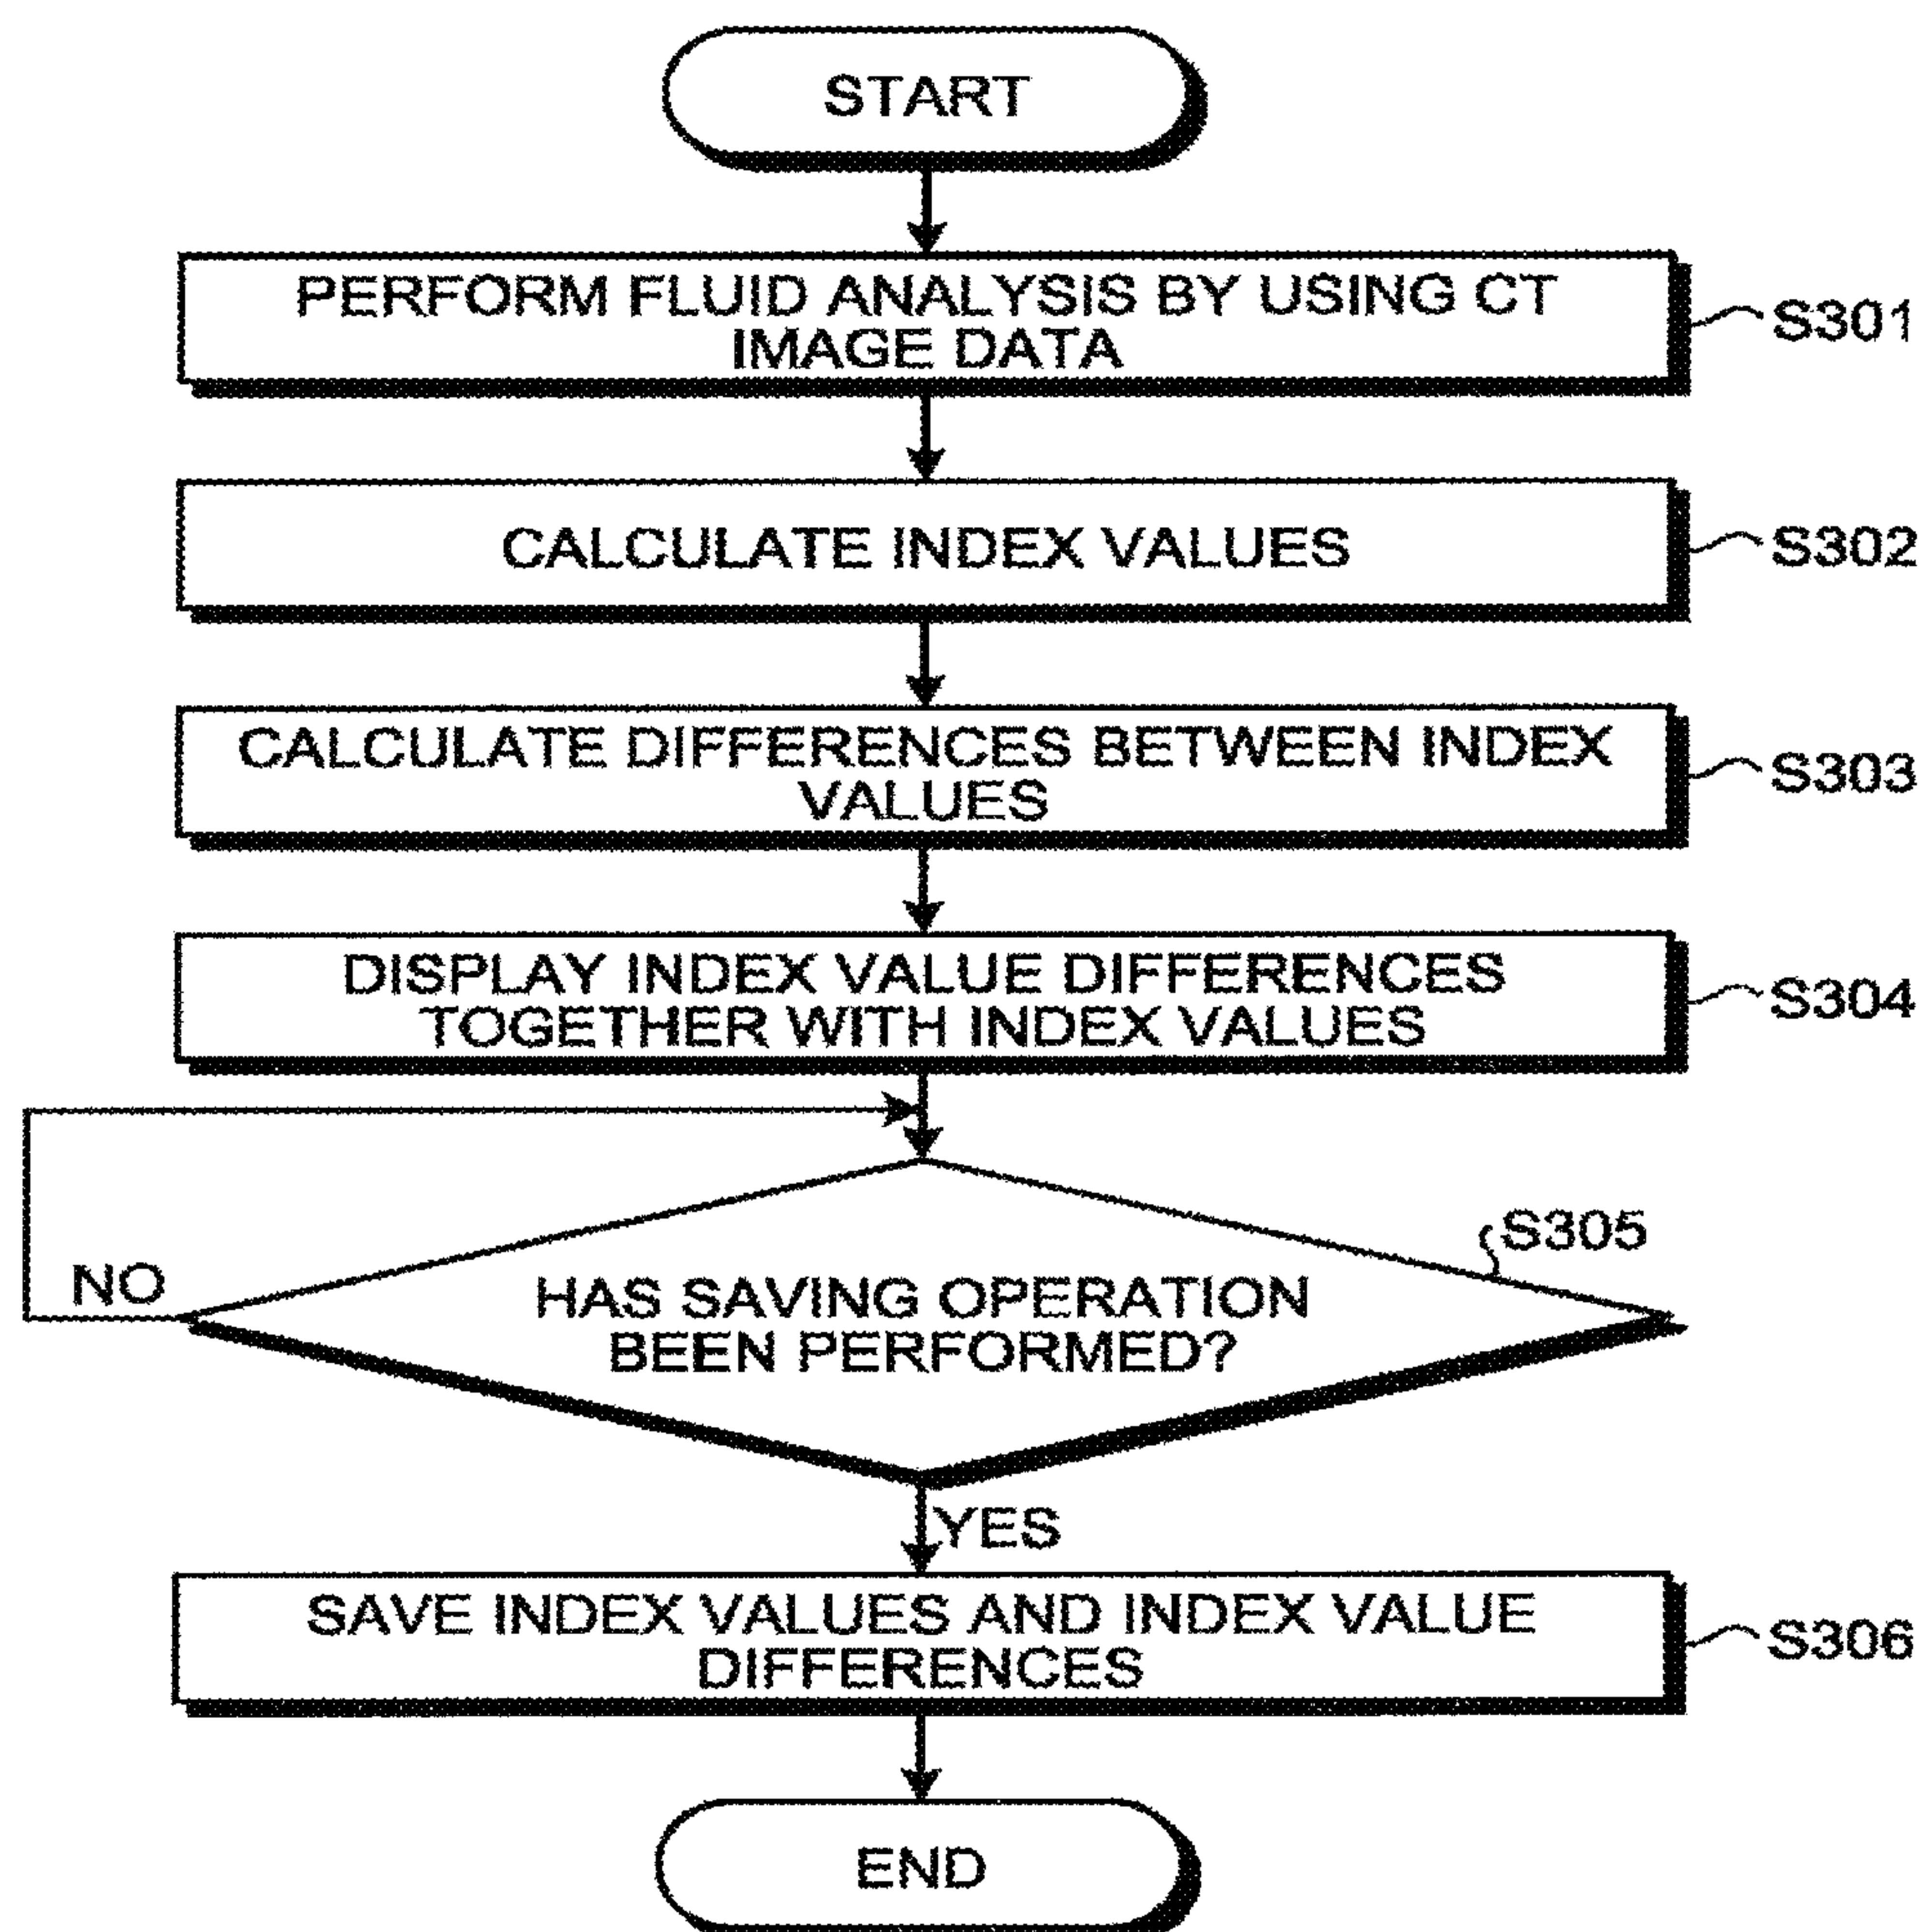 START
PERFORM FLUID ANALYSIS BY USING CT
IMAGE DATA
S301
CALCULATE INDEX VALUES
S302
CALCULATE DIFFERENCES BETWEEN INDEX
VALUES
S303
DISPLAY INDEX VALUE DIFFERENCES
TOGETHER WITH INDEX VALUES
S304
S305
NO
HAS SAVING OPERATION
BEEN PERFORMED?
YES
SAVE INDEX VALUES AND INDEX VALUE
DIFFERENCES
S306
END